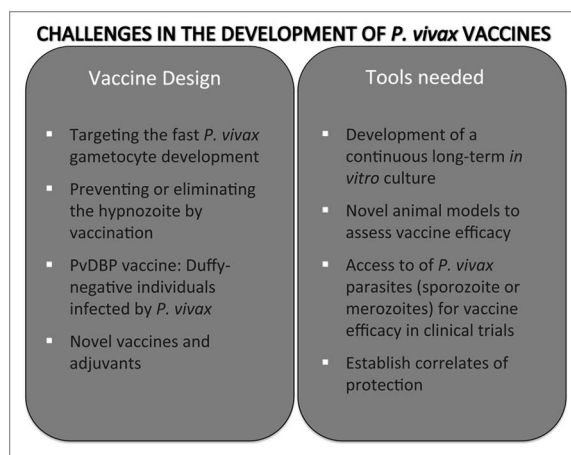 CHALLENGES IN THE DEVELOPMENT OF P. vivax VACCINES
Vaccine Design
▪ Targeting the fast P. vivax
gametocyte development
▪ Preventing or eliminating
the hypnozoite by
vaccination
▪ PvDBP vaccine: Duffy-
negative individuals
infected by P. vivax
▪ Novel vaccines and
adjuvants
Tools needed
▪ Development of a
continuous long-term in
vitro culture
▪ Novel animal models to
assess vaccine efficacy
▪ Access to of P. vivax
parasites (sporozoite or
merozoites) for vaccine
efficacy in clinical trials
▪ Establish correlates of
protection